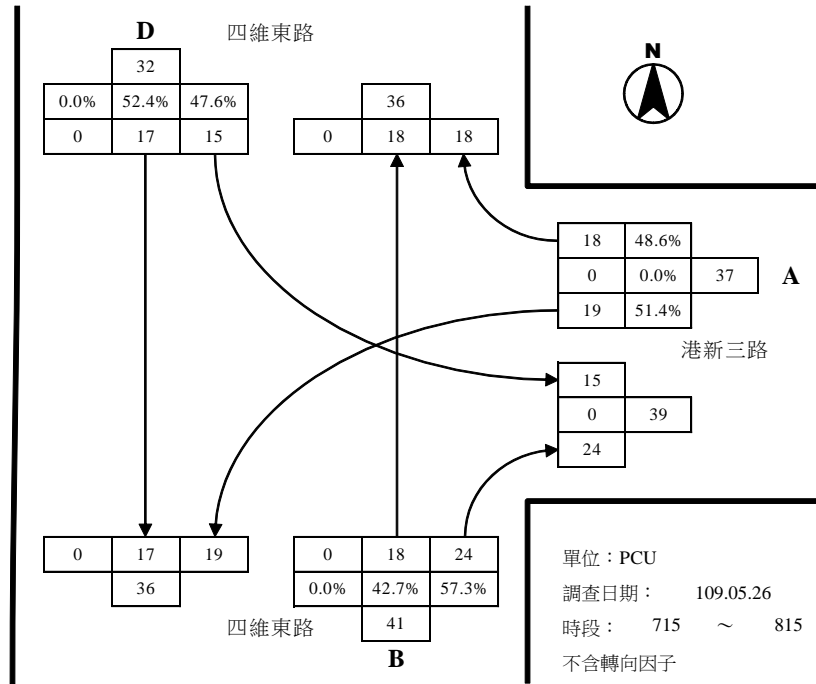 D 四維東路
32
0.0% 52.4% 47.6%
0 17 15
36
0 18 18
N
18 48.6%
0 0.0% 37
19 51.4%
A
港新三路
15
0 39
24
0 17 19
36
0 18 24
0.0% 42.7% 57.3%
41
四維東路
B
單位：PCU
調查日期： 109.05.26
時段： 715 ～ 815
不含轉向因子